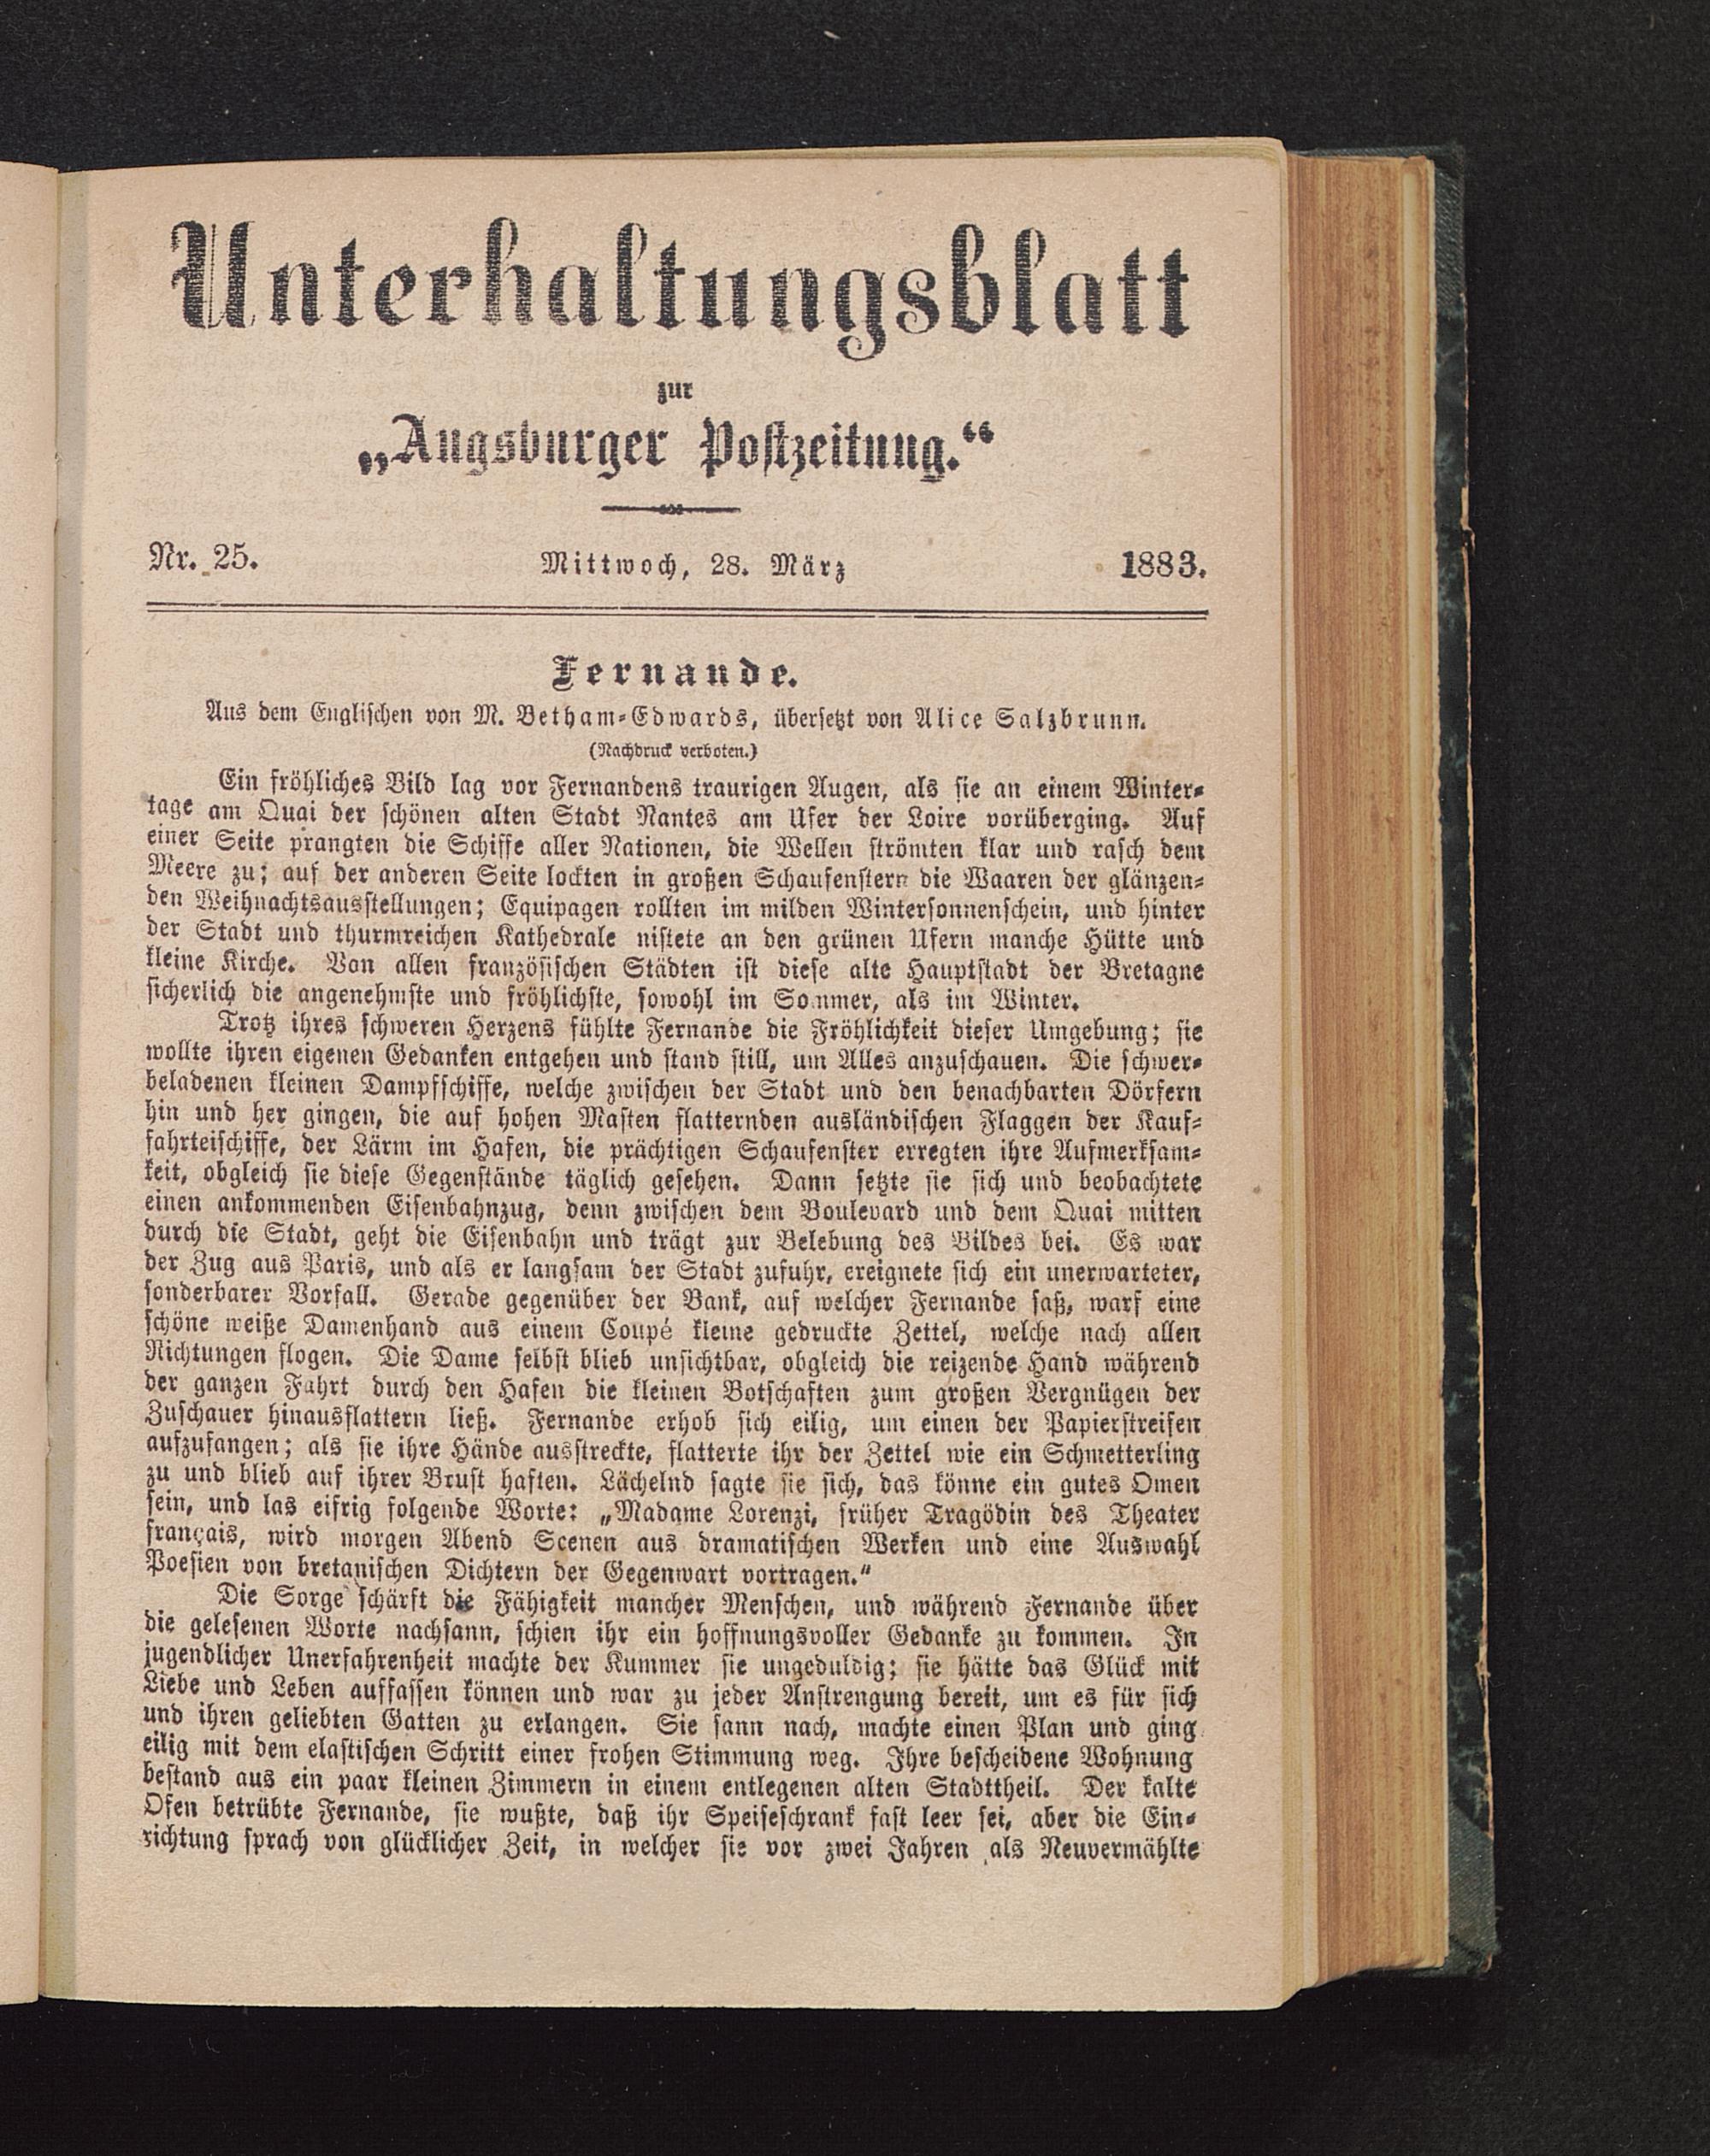 Unterhaltungsblatt
zur
„Augsburger Postzeitung.“
Nr. 25.
Mittwoch, 28. März
1883.
Fernande.
Aus dem Englischen von M. Betham-Edwards, übersetzt von Alice Salzbrunn.
(Nachdruck verboten.)
Ein fröhliches Bild lag vor Fernandens traurigen Augen, als sie an einem Winter-
tage am Quai der schönen alten Stadt Nantes am Ufer der Loire vorüberging. Auf
einer Seite prangten die Schiffe aller Nationen, die Wellen strömten klar und rasch dem
Meere zu; auf der anderen Seite lockten in großen Schaufenstern die Waaren der glänzen-
den Weihnachtsausstellungen; Equipagen rollten im milden Wintersonnenschein, und hinter
der Stadt und thurmreichen Kathedrale nistete an den grünen Ufern manche Hütte und
kleine Kirche. Von allen französischen Städten ist diese alte Hauptstadt der Bretagne
sicherlich die angenehmste und fröhlichste, sowohl im Sommer, als im Winter.
Trotz ihres schweren Herzens fühlte Fernande die Fröhlichkeit dieser Umgebung; sie
wollte ihren eigenen Gedanken entgehen und stand still, um Alles anzuschauen. Die schwer-
beladenen kleinen Dampfschiffe, welche zwischen der Stadt und den benachbarten Dörfern
hin und her gingen, die auf hohen Masten flatternden ausländischen Flaggen der Kauf-
fahrteischiffe, der Lärm im Hafen, die prächtigen Schaufenster erregten ihre Aufmerksam-
keit, obgleich sie diese Gegenstände täglich gesehen. Dann setzte sie sich und beobachtete
einen ankommenden Eisenbahnzug, denn zwischen dem Boulevard und dem Quai mitten
durch die Stadt, geht die Eisenbahn und trägt zur Belebung des Bildes bei. Es war
der Zug aus Paris, und als er langsam der Stadt zufuhr, ereignete sich ein unerwarteter,
sonderbarer Vorfall. Gerade gegenüber der Bank, auf welcher Fernande saß, warf eine
schöne weiße Damenhand aus einem Coupé kleine gedruckte Zettel, welche nach allen
Richtungen flogen. Die Dame selbst blieb unsichtbar, obgleich die reizende Hand während
der ganzen Fahrt durch den Hafen die kleinen Botschaften zum großen Vergnügen der
Zuschauer hinausflattern ließ. Fernande erhob sich eilig, um einen der Papierstreifen
aufzufangen; als sie ihre Hände ausstreckte, flatterte ihr der Zettel wie ein Schmetterling
zu und blieb auf ihrer Brust haften. Lächelnd sagte sie sich, das könne ein gutes Omen
sein, und las eifrig folgende Worte: „Madame Lorenzi, früher Tragödin des Theater
français, wird morgen Abend Scenen aus dramatischen Werken und eine Auswahl
Poesien von bretanischen Dichtern der Gegenwart vortragen.“
Die Sorge schärft die Fähigkeit mancher Menschen, und während Fernande über
die gelesenen Worte nachsann, schien ihr ein hoffnungsvoller Gedanke zu kommen. In
jugendlicher Unerfahrenheit machte der Kummer sie ungeduldig; sie hätte das Glück mit
Liebe und Leben auffassen können und war zu jeder Anstrengung bereit, um es für sich
und ihren geliebten Gatten zu erlangen. Sie sann nach, machte einen Plan und ging
eilig mit dem elastischen Schritt einer frohen Stimmung weg. Ihre bescheidene Wohnung
bestand aus ein paar kleinen Zimmern in einem entlegenen alten Stadttheil. Der kalte
Ofen betrübte Fernande, sie wußte, daß ihr Speiseschrank fast leer sei, aber die Ein-
richtung sprach von glücklicher Zeit, in welcher sie vor zwei Jahren als Neuvermählte